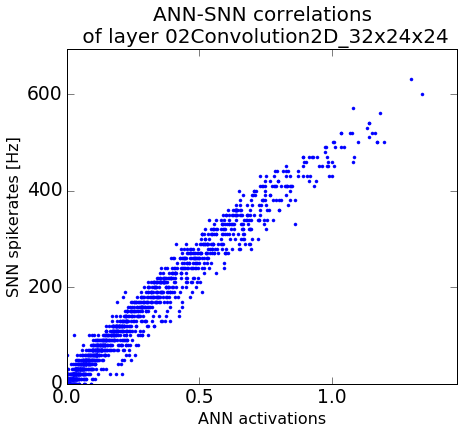 ANN-SNN correlations
of layer 02Convolution2D_32x24x24
SNN spikerates [Hz]
600
400
200
0
0.0
0.5
1.0
ANN activations